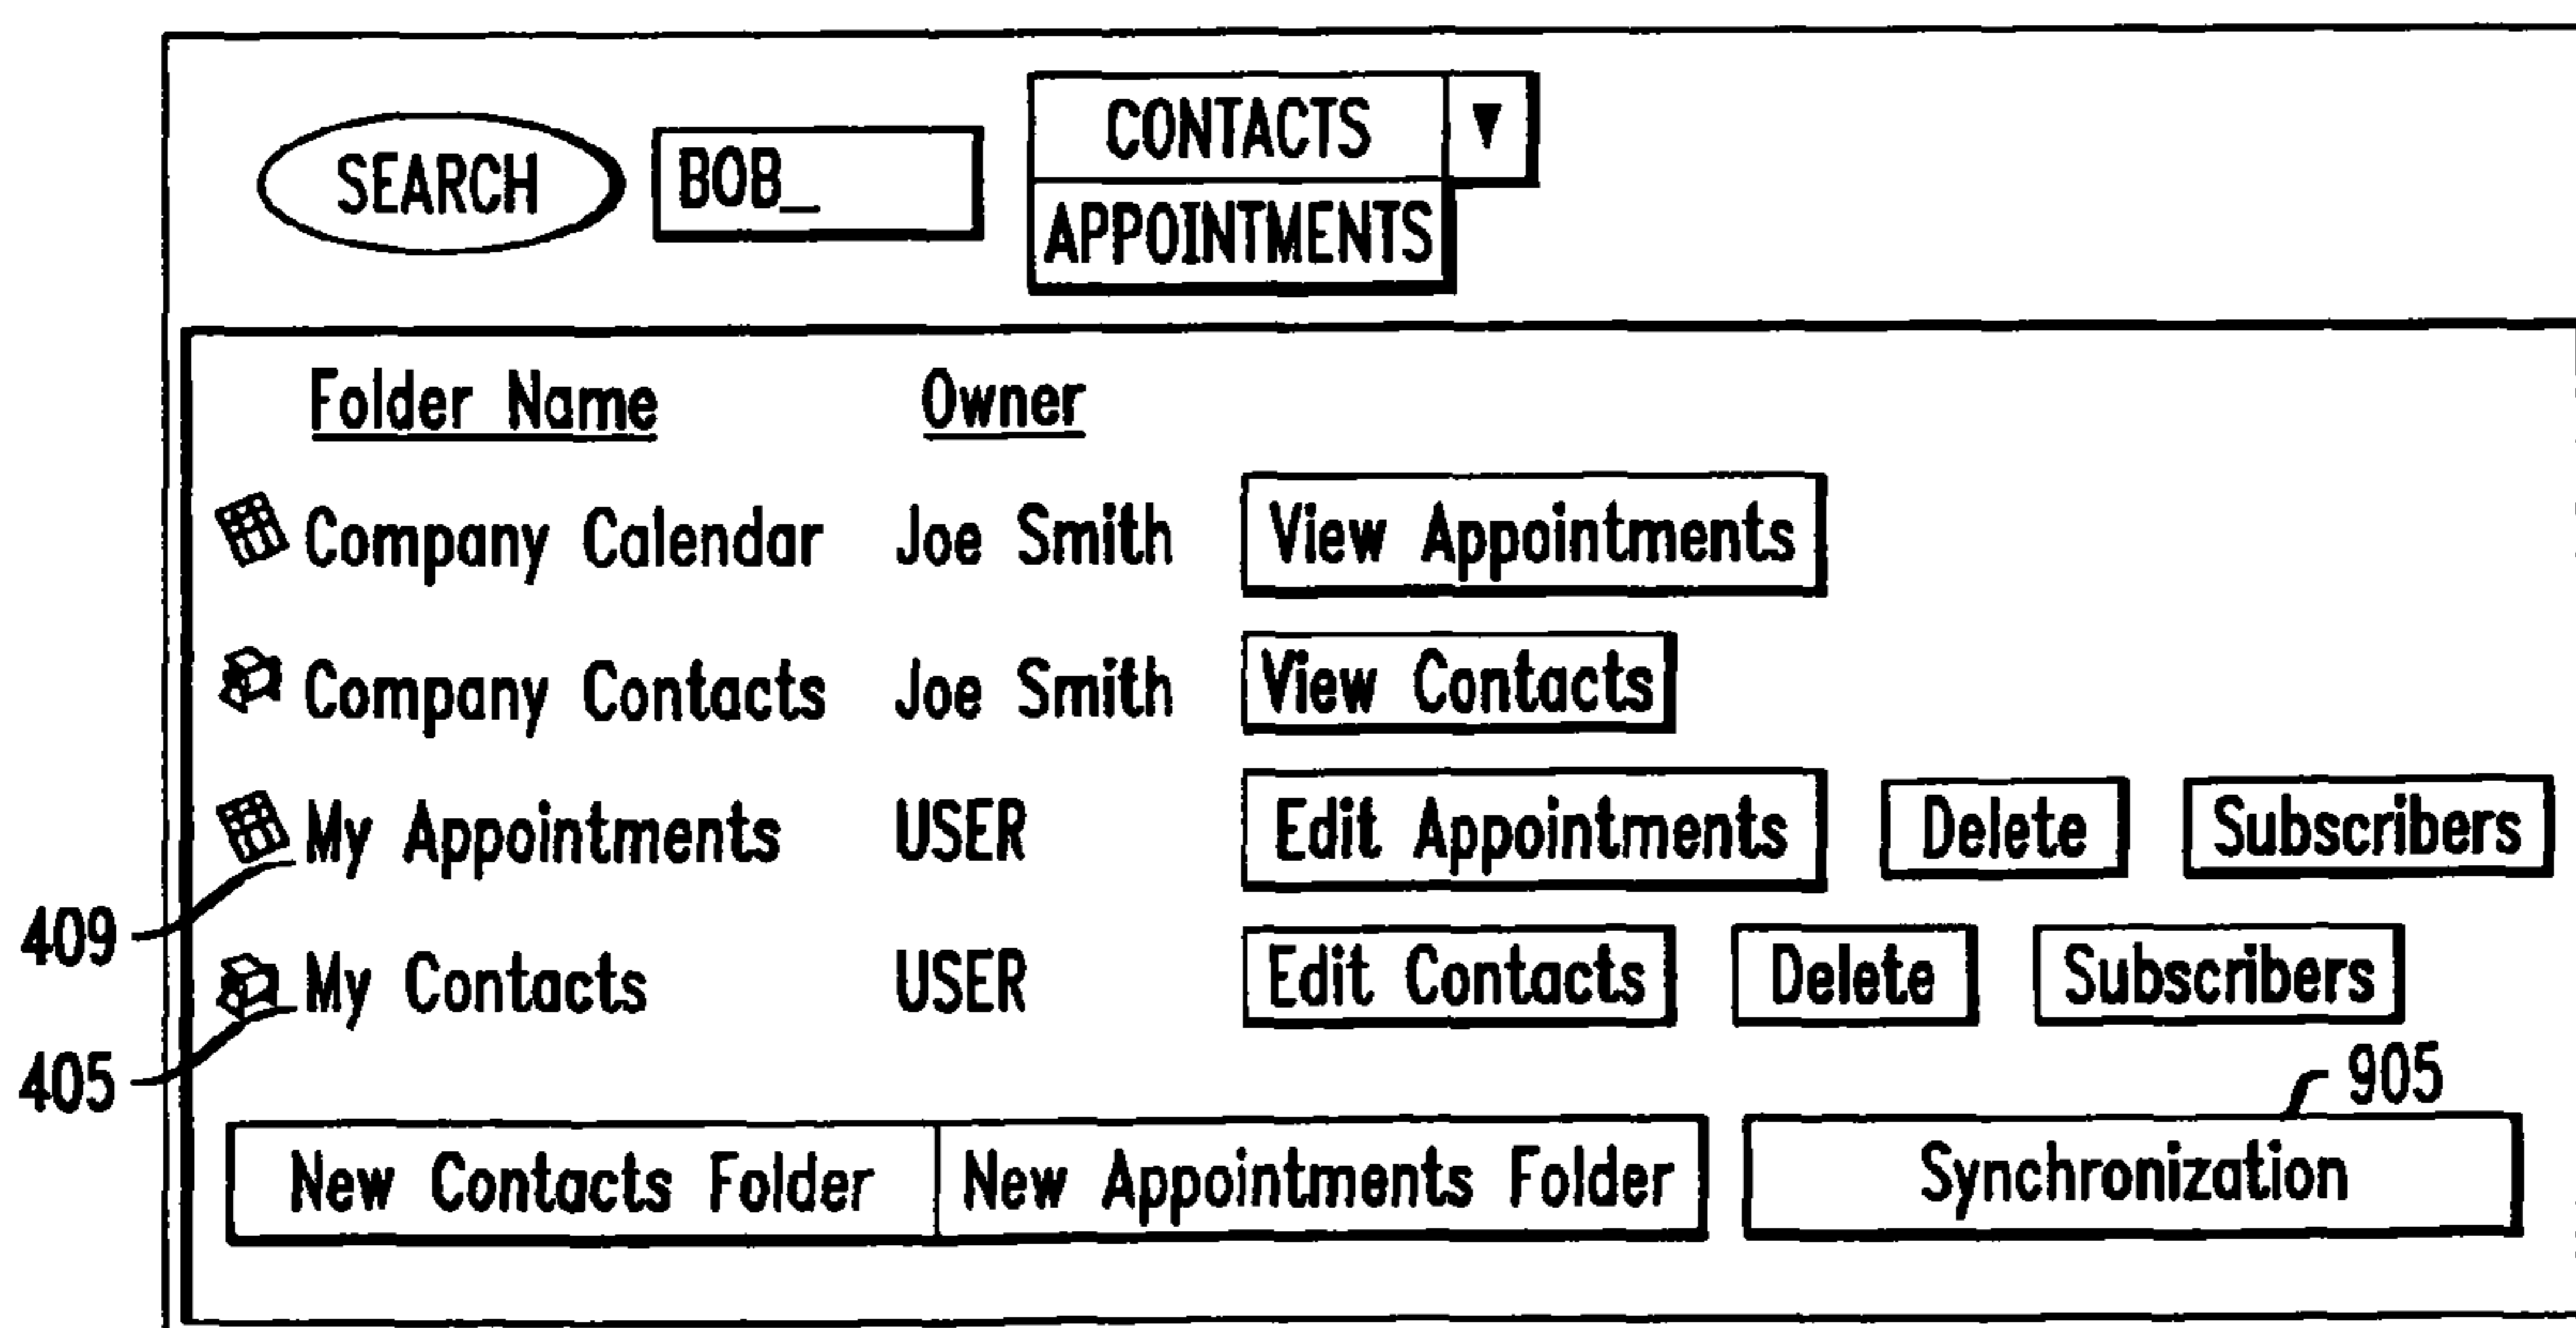 CONTACTS ▼
SEARCH BOB_
APPOINTMENTS
Folder Name Owner
Company Calendar Joe Smith View Appointments
Company Contacts Joe Smith View Contacts
My Appointments USER Edit Appointments Delete Subscribers
409
My Contacts USER Edit Contacts Delete Subscribers
405
905
New Contacts Folder New Appointments Folder Synchronization